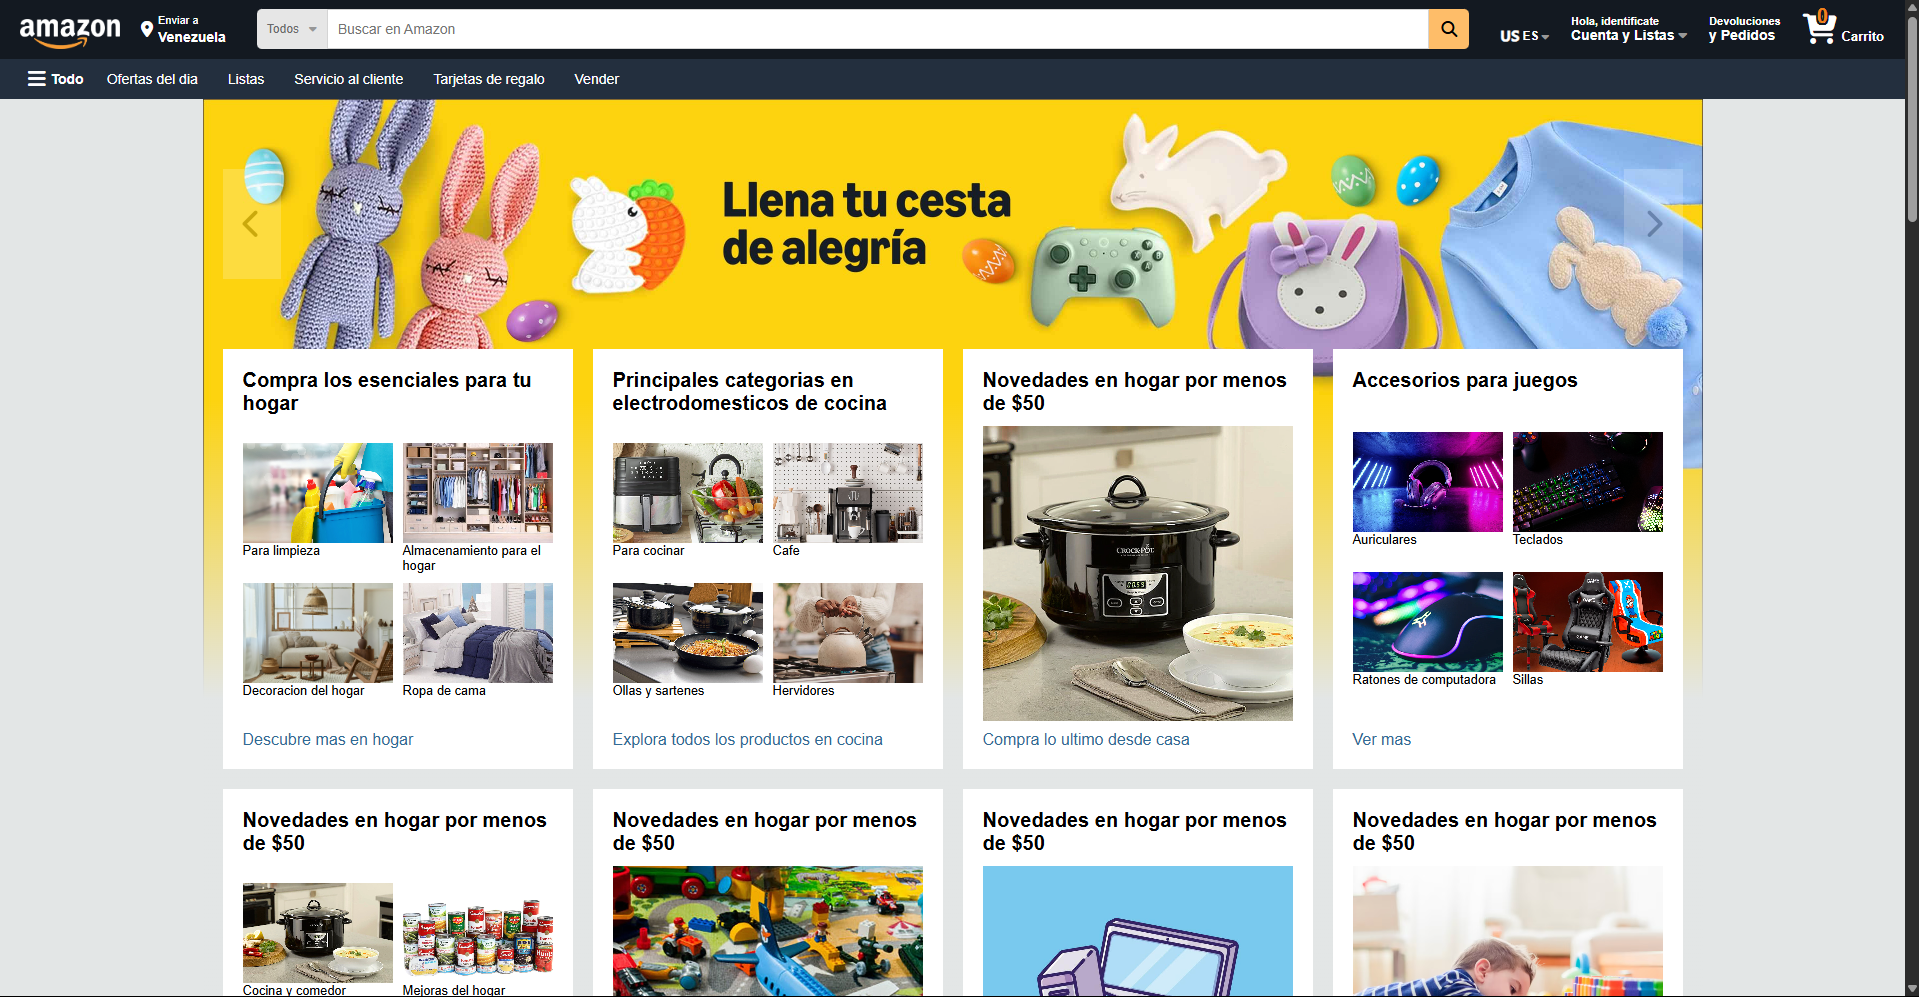 amazon
Enviar a
Venezuela
Todos
Buscar en Amazon
US ES
Hola, identificate
Cuenta y Listas
Devoluciones
y Pedidos
0
Carrito
Todo
Ofertas del dia
Listas
Servicio al cliente
Tarjetas de regalo
Vender
Llena tu cesta
de alegría
Compra los esenciales para tu
hogar
Para limpieza
Almacenamiento para el
hogar
Decoracion del hogar
Ropa de cama
Descubre mas en hogar
Principales categorias en
electrodomesticos de cocina
Para cocinar
Cafe
Ollas y sartenes
Hervidores
Explora todos los productos en cocina
Novedades en hogar por menos
de $50
CROCK-POT
Compra lo ultimo desde casa
Accesorios para juegos
Auriculares
Teclados
Ratones de computadora
Sillas
Ver mas
Novedades en hogar por menos
de $50
Cocina y comedor
Mejoras del hogar
Novedades en hogar por menos
de $50
Novedades en hogar por menos
de $50
Novedades en hogar por menos
de $50